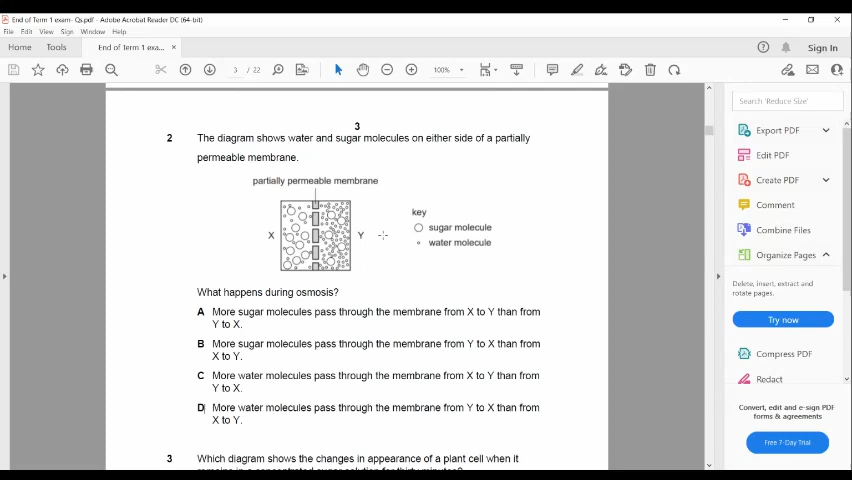 End of Term 1 exam- Qs.pdf - Adobe Acrobat Reader DC (64-bit)
File Edit View Sign Window Help
Home Tools End of Term 1 exa... × Sign In
3 / 22 100%
3
2 The diagram shows water and sugar molecules on either side of a partially
permeable membrane.
partially permeable membrane
X Y
key
sugar molecule
water molecule
What happens during osmosis?
A More sugar molecules pass through the membrane from X to Y than from
Y to X.
B More sugar molecules pass through the membrane from Y to X than from
X to Y.
C More water molecules pass through the membrane from X to Y than from
Y to X.
D More water molecules pass through the membrane from Y to X than from
X to Y.
3 Which diagram shows the changes in appearance of a plant cell when it
remains in a concentrated sugar solution for thirty minutes?
Search 'Reduce Size'
Export PDF
Edit PDF
Create PDF
Comment
Combine Files
Organize Pages
Delete, insert, extract and
rotate pages.
Try now
Compress PDF
Redact
Convert, edit and e-sign PDF
forms & agreements
Free 7-Day Trial